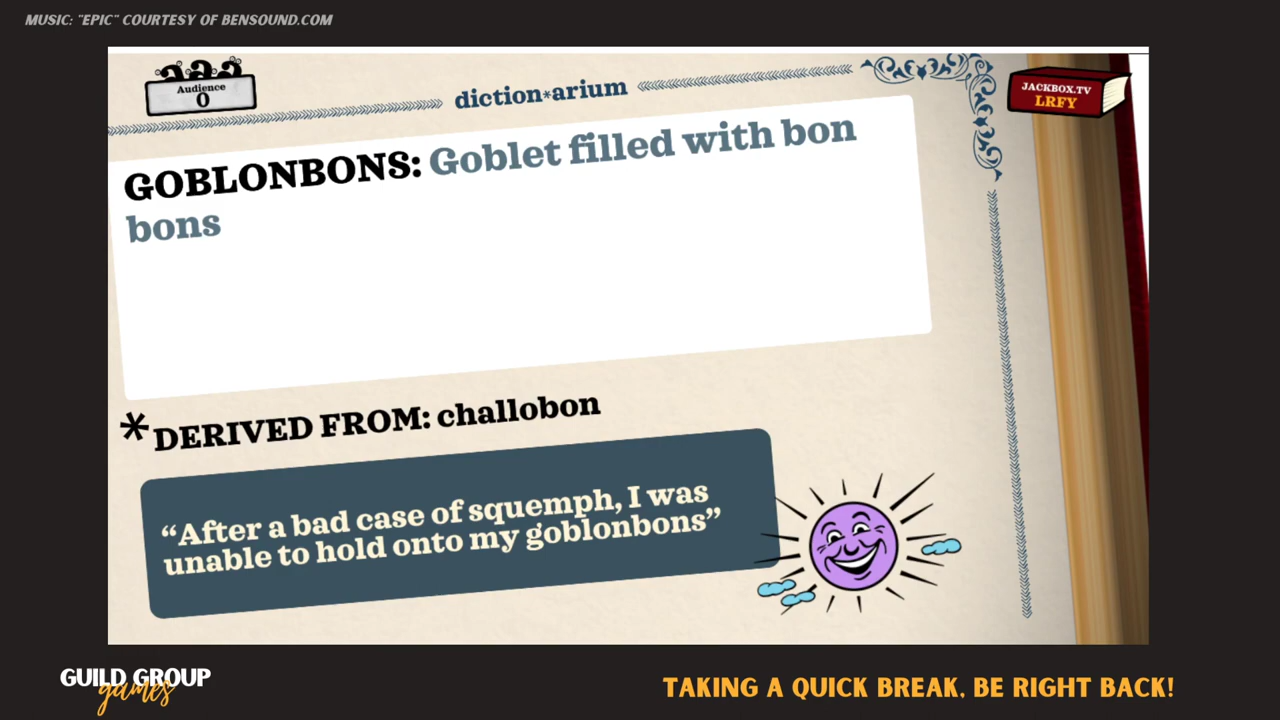 MUSIC: "EPIC" COURTESY OF BENSOUND.COM
Audience
0
diction*arium
JACKBOX.TV
LRFY
GOBLONBONS: Goblet filled with bon
bons
*DERIVED FROM: challobon
“After a bad case of squemph, I was
unable to hold onto my goblonbons”
GUILD GROUP
games
TAKING A QUICK BREAK, BE RIGHT BACK!